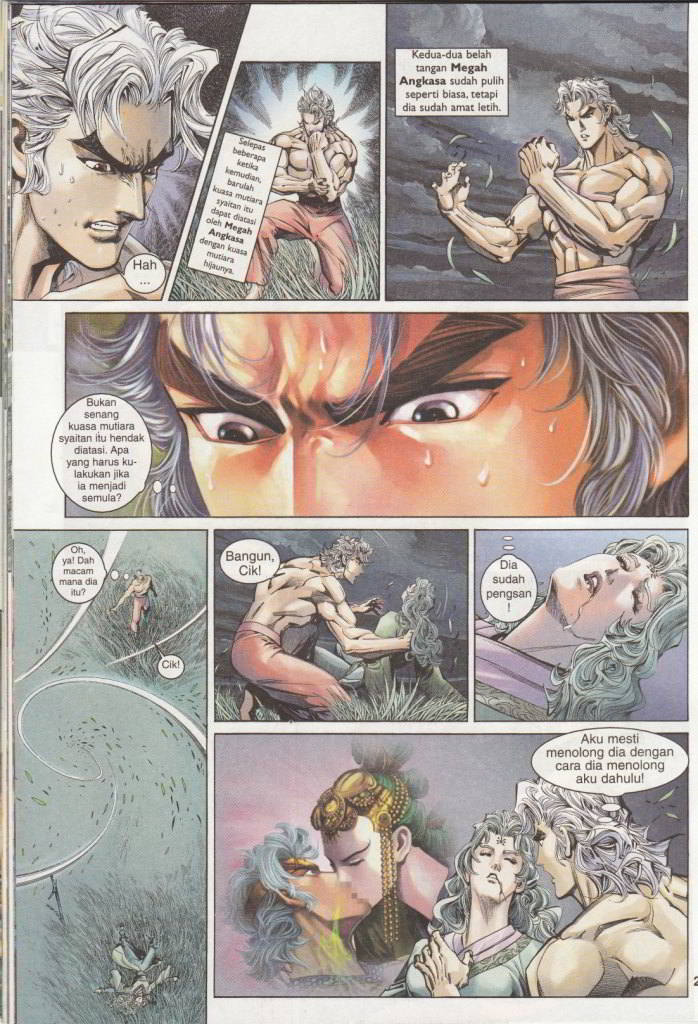 Hah
...
Selepas
beberapa
ketika
kemudian,
barulah
kuasa mutiara
syaitan itu
dapat diatasi
oleh Megah
Angkasa
dengan kuasa
mutiara
hijaunya.
Kedua-dua belah
tangan Megah
Angkasa sudah pulih
seperti biasa, tetapi
dia sudah amat letih.
Bukan
senang
kuasa mutiara
syaitan itu hendak
diatasi. Apa
yang harus ku-
lakukan jika
ia menjadi
semula?
Oh,
ya! Dah
macam
mana dia
itu?
Cik!
Bangun,
Cik!
Dia
sudah
pengsan
!
Aku mesti
menolong dia dengan
cara dia menolong
aku dahulu!
2